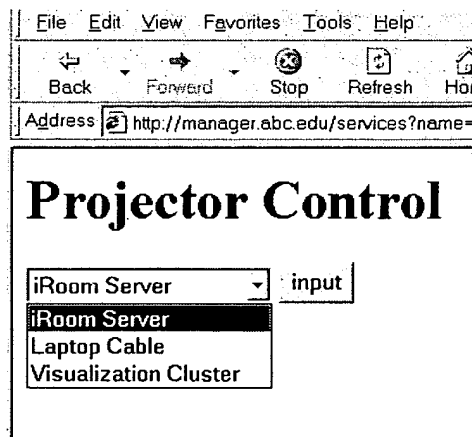 File Edit View Favorites Tools Help
Back Forward Stop Refresh
Address http://manager.abc.edu/services?name=
Projector Control
iRoom Server input
iRoom Server
Laptop Cable
Visualization Cluster